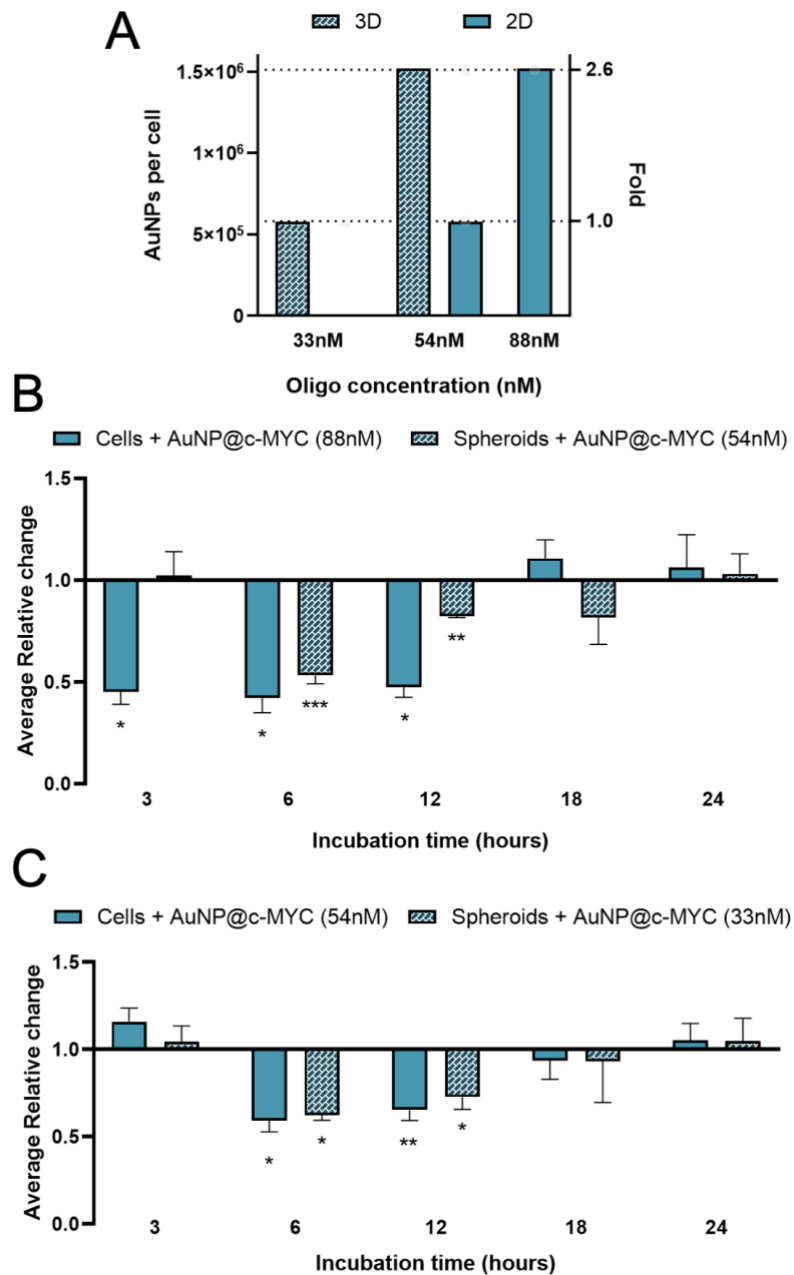 A
3D 2D
1.5×10⁶
1×10⁶
5×10⁵
0
AuNPs per cell
2.6
1.0
Fold
33nM 54nM 88nM
Oligo concentration (nM)
B
Cells + AuNP@c-MYC (88nM) Spheroids + AuNP@c-MYC (54nM)
1.5
1.0
0.5
0.0
Average Relative change
* * *** * **
3 6 12 18 24
Incubation time (hours)
C
Cells + AuNP@c-MYC (54nM) Spheroids + AuNP@c-MYC (33nM)
1.5
1.0
0.5
0.0
Average Relative change
* * ** *
3 6 12 18 24
Incubation time (hours)